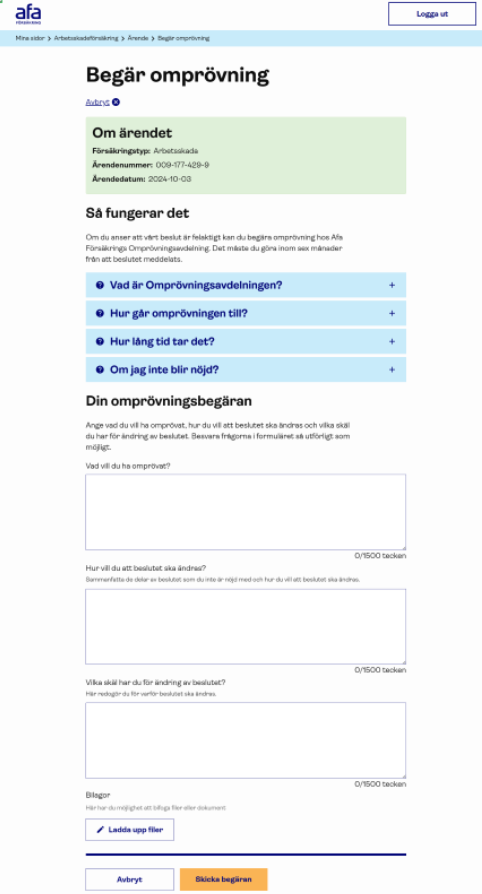 afa
FÖRSÄKRING
Logga ut
Mina sidor > Arbetsskadaförsäkring > Ärende > Begär omprövning
Begär omprövning
Avbryt
Om ärendet
Försäkringstyp: Arbetsskada
Ärendenummer: 009-177-429-9
Ärendedatum: 2024-10-03
Så fungerar det
Om du anser att vårt beslut är felaktigt kan du begära omprövning hos Afa
Försäkrings Omprövningsavdelning. Det måste du göra inom sex månader
från att beslutet meddelats.
Vad är Omprövningsavdelningen? +
Hur går omprövningen till? +
Hur lång tid tar det? +
Om jag inte blir nöjd? +
Din omprövningsbegäran
Ange vad du vill ha omprövat, hur du vill att beslutet ska ändras och vilka skäl
du har för ändring av beslutet. Besvara frågorna i formuläret så utförligt som
möjligt.
Vad vill du ha omprövat?
0/1500 tecken
Hur vill du att beslutet ska ändras?
Sammanfatta de delar av beslutet som du inte är nöjd med och hur du vill att beslutet ska ändras.
0/1500 tecken
Vilka skäl har du för ändring av beslutet?
Här redogör du för varför beslutet ska ändras.
0/1500 tecken
Bilagor
Här har du möjlighet att bifoga filer eller dokument
Ladda upp filer
Avbryt
Skicka begäran